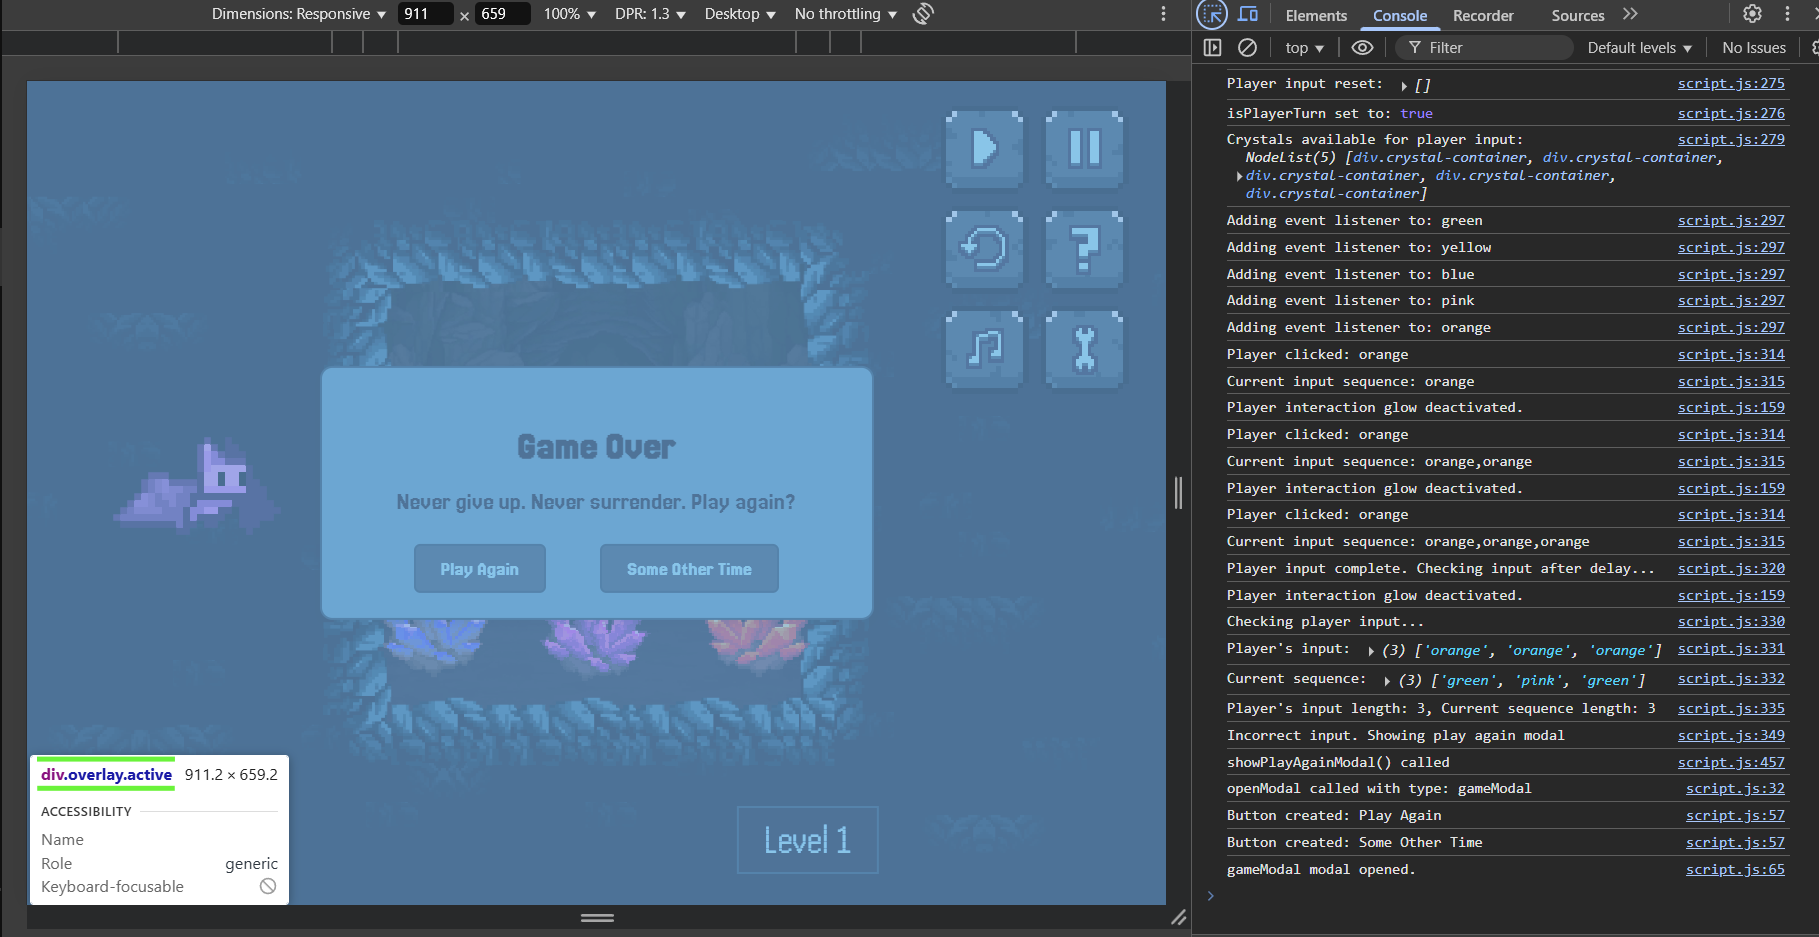 Dimensions: Responsive ▼ 911 × 659 100% ▼ DPR: 1.3 ▼ Desktop ▼ No throttling ▼
Elements Console Recorder Sources
top ▼ Filter Default levels ▼ No Issues
Player input reset: ▶ [] script.js:275
isPlayerTurn set to: true script.js:276
Crystals available for player input: script.js:279
NodeList(5) [div.crystal-container, div.crystal-container,
▶ div.crystal-container, div.crystal-container,
div.crystal-container]
Adding event listener to: green script.js:297
Adding event listener to: yellow script.js:297
Adding event listener to: blue script.js:297
Adding event listener to: pink script.js:297
Adding event listener to: orange script.js:297
Player clicked: orange script.js:314
Current input sequence: orange script.js:315
Player interaction glow deactivated. script.js:159
Player clicked: orange script.js:314
Current input sequence: orange,orange script.js:315
Player interaction glow deactivated. script.js:159
Player clicked: orange script.js:314
Current input sequence: orange,orange,orange script.js:315
Player input complete. Checking input after delay... script.js:320
Player interaction glow deactivated. script.js:159
Checking player input... script.js:330
Player's input: ▶ (3) ['orange', 'orange', 'orange'] script.js:331
Current sequence: ▶ (3) ['green', 'pink', 'green'] script.js:332
Player's input length: 3, Current sequence length: 3 script.js:335
Incorrect input. Showing play again modal script.js:349
showPlayAgainModal() called script.js:457
openModal called with type: gameModal script.js:32
Button created: Play Again script.js:57
Button created: Some Other Time script.js:57
gameModal modal opened. script.js:65
?
Game Over
Never give up. Never surrender. Play again?
Play Again Some Other Time
Level 1
div.overlay.active 911.2 × 659.2
ACCESSIBILITY
Name
Role generic
Keyboard-focusable